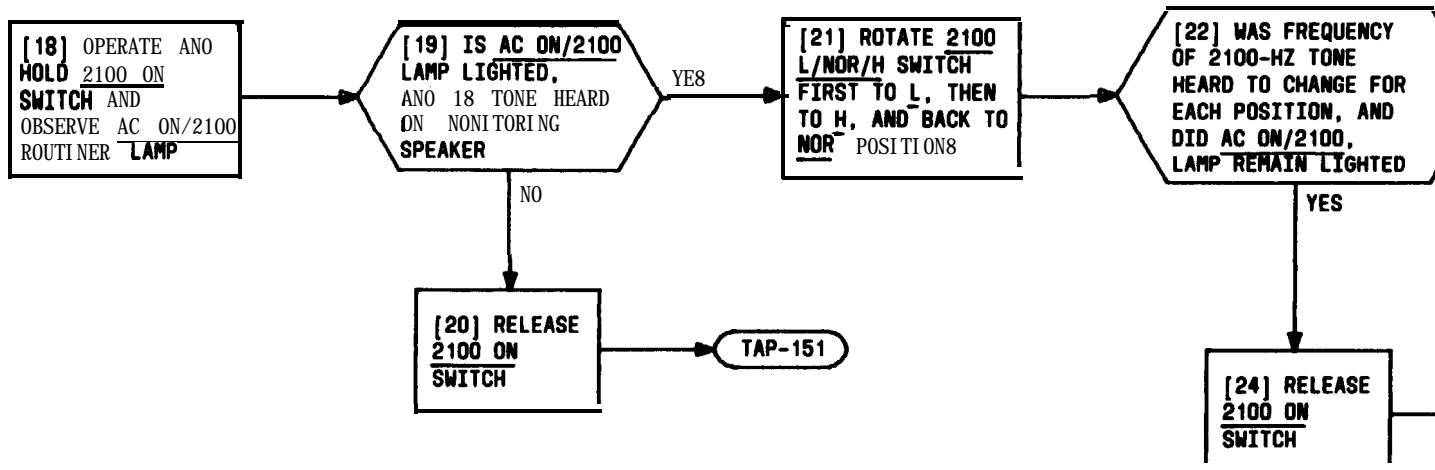 [18] OPERATE ANO
HOLD 2100 ON
SWITCH AND
OBSERVE AC ON/2100
ROUTINER LAMP
[19] IS AC ON/2100
LAMP LIGHTED,
ANO 18 TONE HEARD
ON NONITORING
SPEAKER
YE8
[21] ROTATE 2100
L/NOR/H SWITCH
FIRST TO L, THEN
TO H, AND BACK TO
NOR POSITION8
[22] WAS FREQUENCY
OF 2100-HZ TONE
HEARD TO CHANGE FOR
EACH POSITION, AND
DID AC ON/2100,
LAMP REMAIN LIGHTED
NO
YES
[20] RELEASE
2100 ON
SWITCH
TAP-151
[24] RELEASE
2100 ON
SWITCH